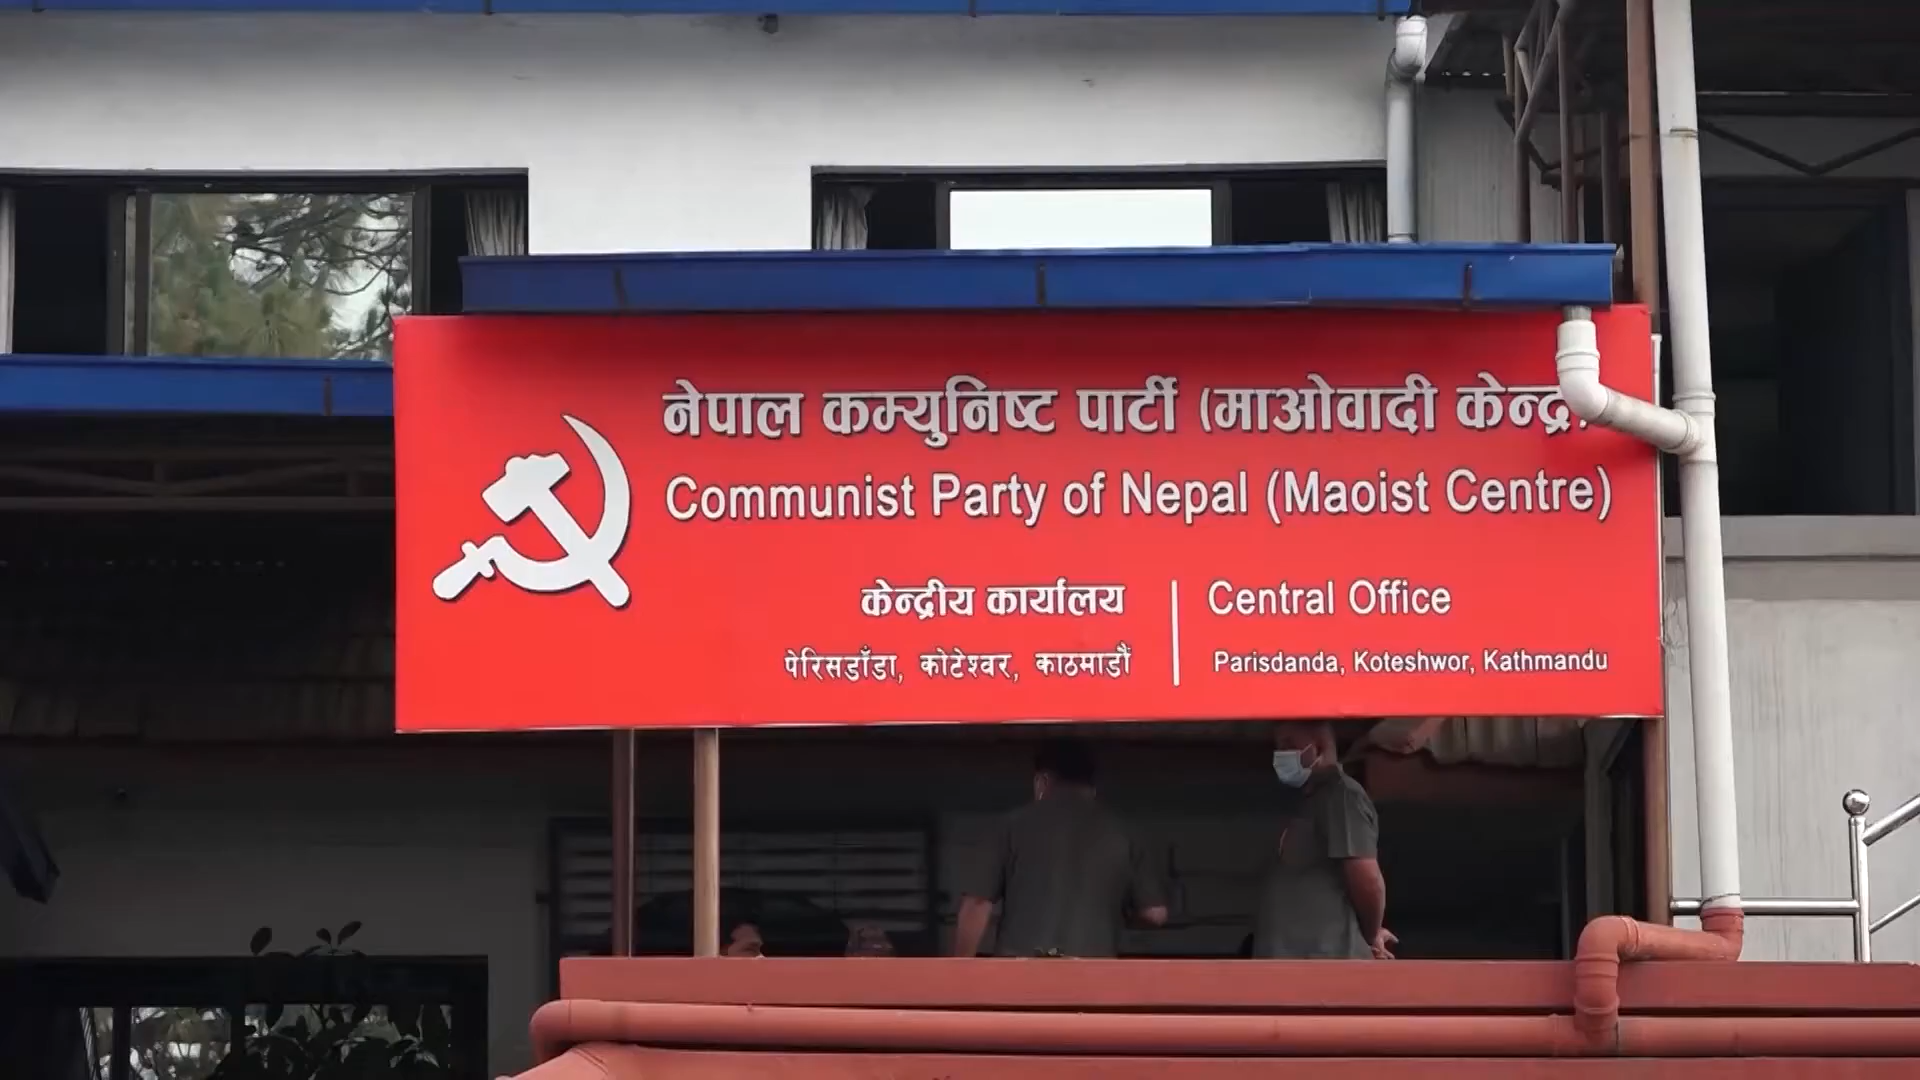 नेपाल कम्युनिष्ट पार्टी (माओवादी केन्द्र)
Communist Party of Nepal (Maoist Centre)
केन्द्रीय कार्यालय
पेरिसडाँडा, कोटेश्वर, काठमाडौं
Central Office
Parisdanda, Koteshwor, Kathmandu